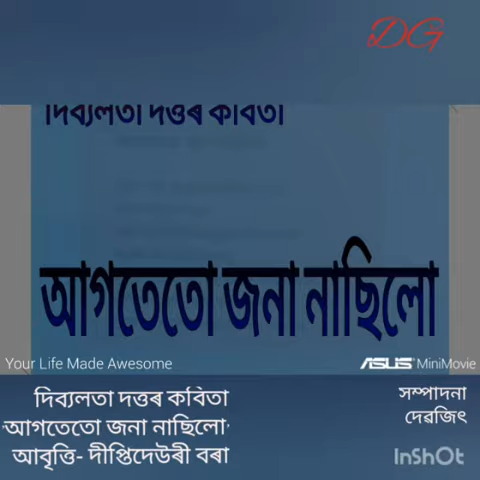 DG
দিব্যলতা দত্তৰ কবিতা
আগতেতো জনা নাছিলো
Your Life Made Awesome
ASUS MiniMovie
দিব্যলতা দত্তৰ কবিতা
'আগতেতো জনা নাছিলো'
আবৃত্তি- দীপ্তিদেউৰী বৰা
সম্পাদনা
দেৱজিৎ
InShOt